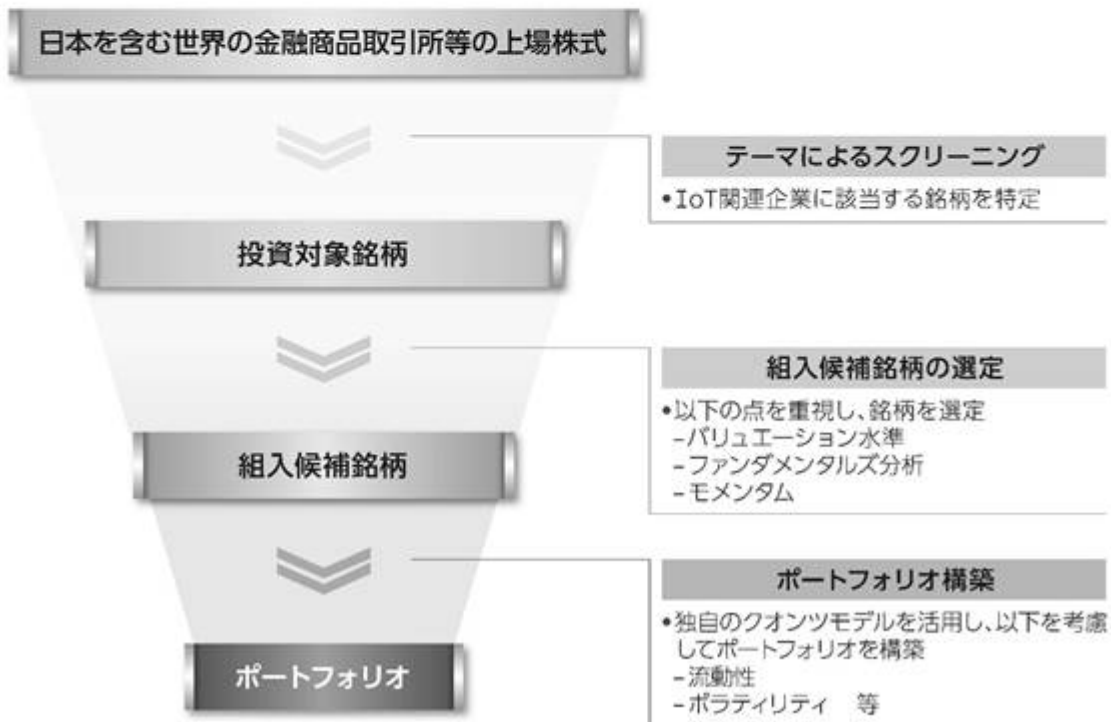 日本を含む世界の金融商品取引所等の上場株式
テーマによるスクリーニング
•IoT関連企業に該当する銘柄を特定
投資対象銘柄
組入候補銘柄の選定
•以下の点を重視し、銘柄を選定
-バリュエーション水準
-ファンダメンタルズ分析
-モメンタム
組入候補銘柄
ポートフォリオ構築
•独自のクオンツモデルを活用し、以下を考慮
してポートフォリオを構築
-流動性
-ボラティリティ　等
ポートフォリオ